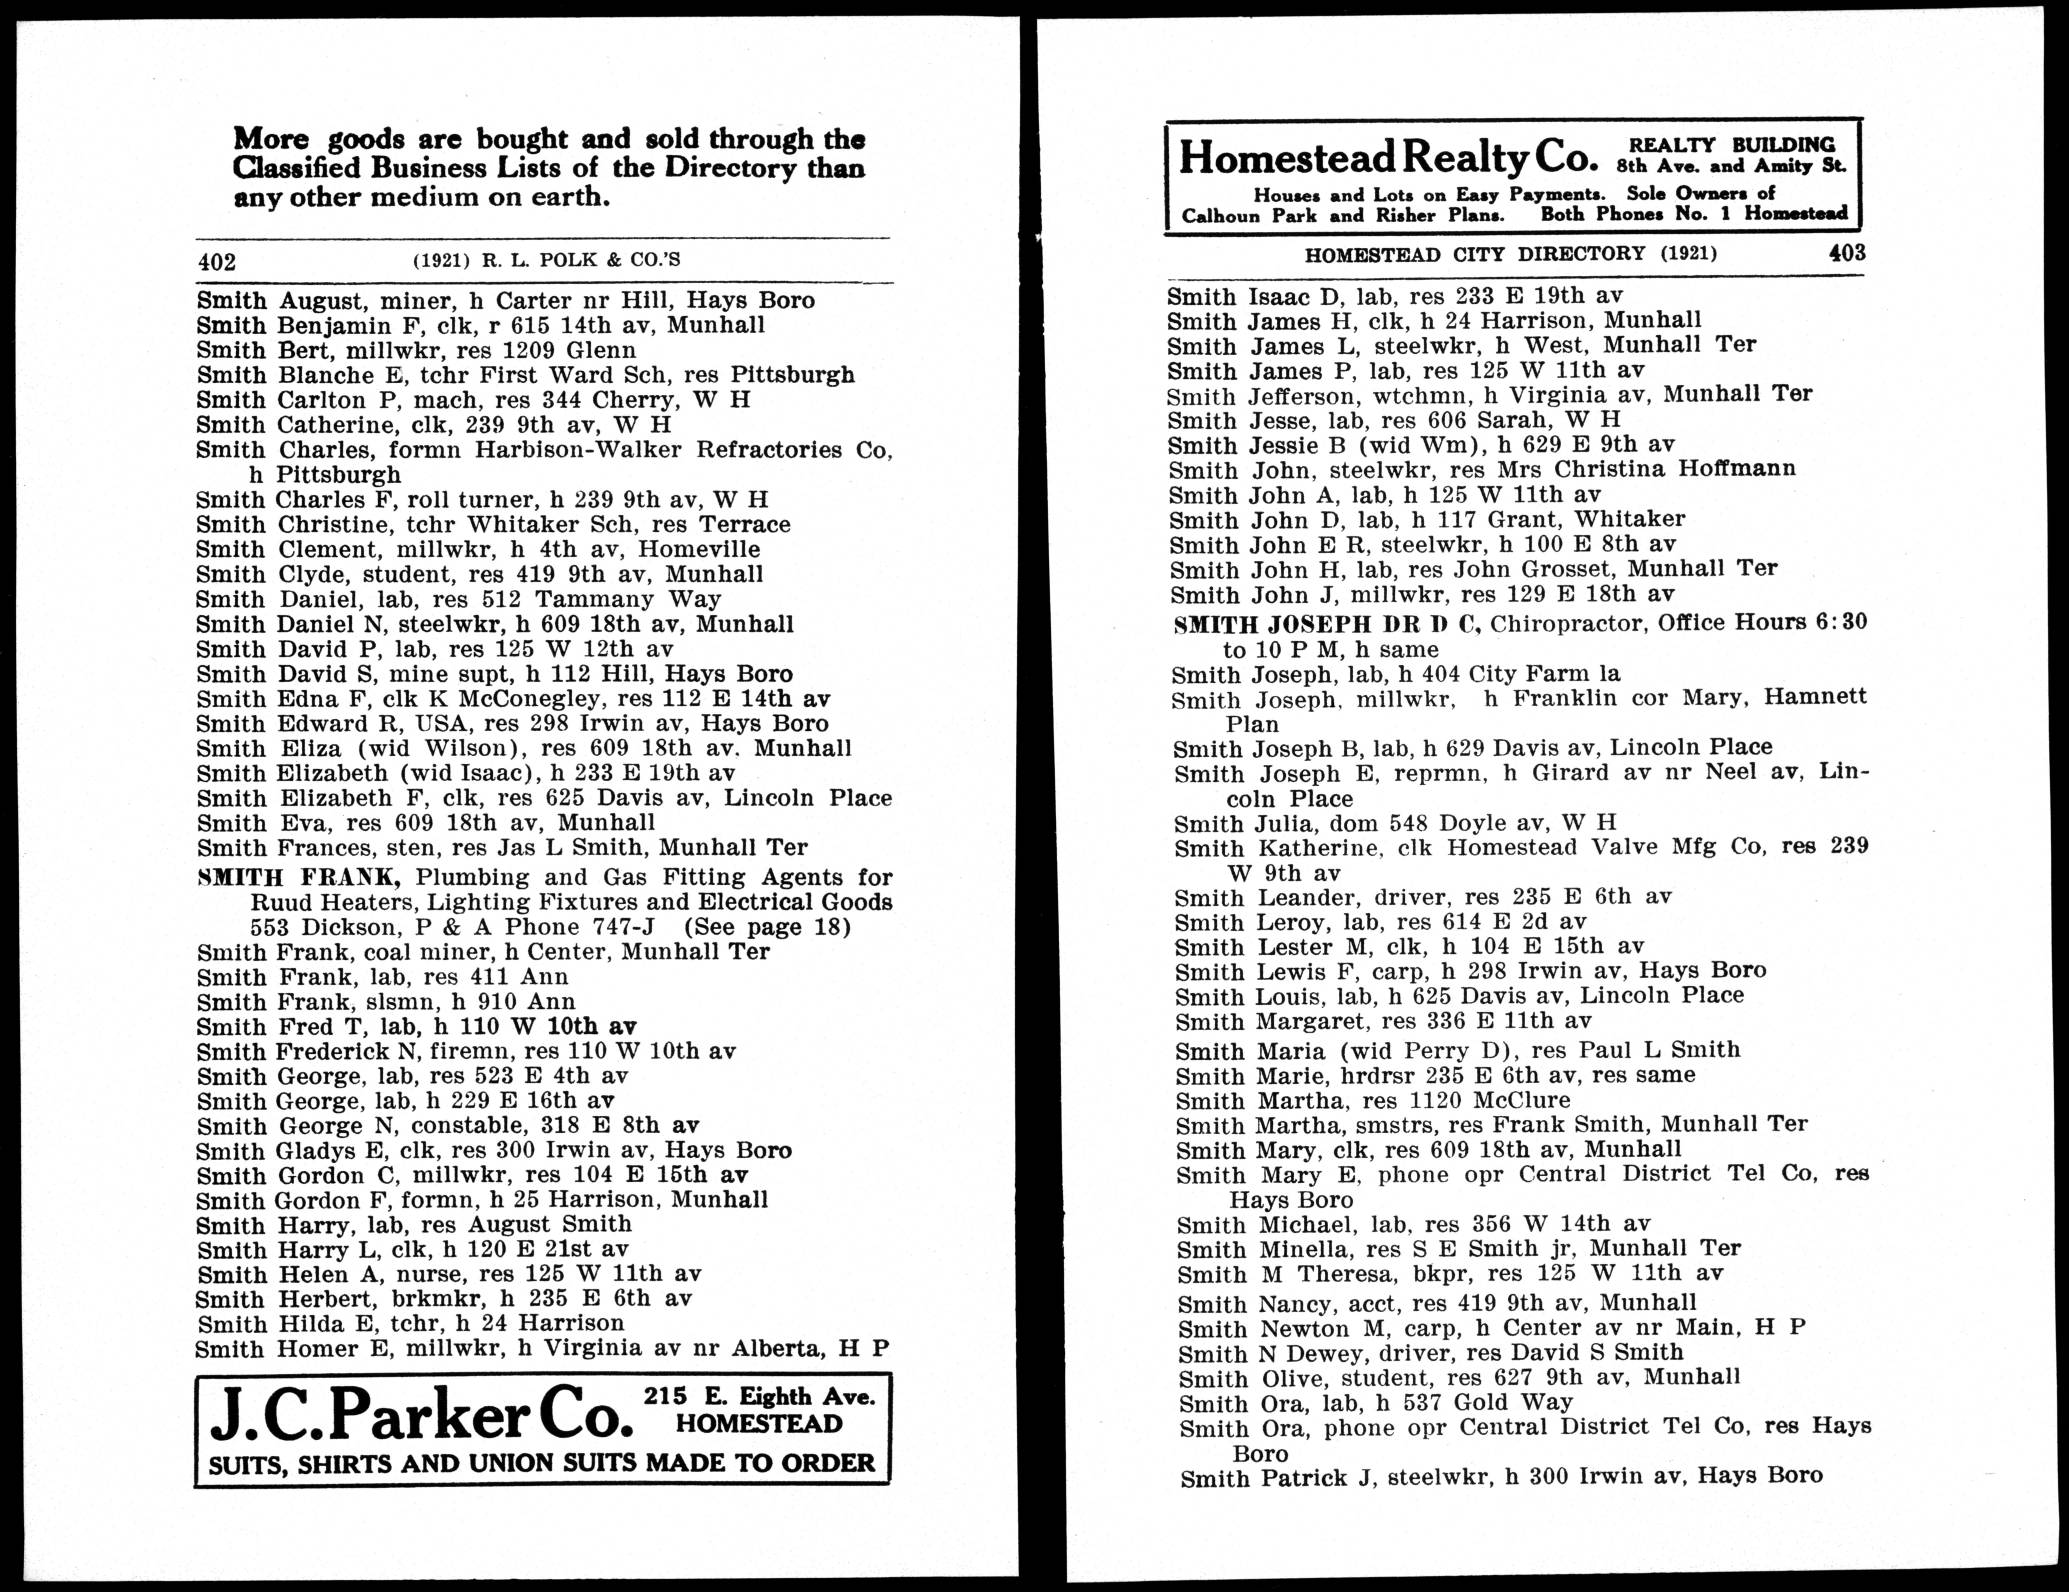 More goods are bought and sold through the
Classified Business Lists of the Directory than
any other medium on earth.
402 (1921) R. L. POLK & CO.'S
Smith August, miner, h Carter nr Hill, Hays Boro
Smith Benjamin F, clk, r 615 14th av, Munhall
Smith Bert, millwkr, res 1209 Glenn
Smith Blanche E, tchr First Ward Sch, res Pittsburgh
Smith Carlton P, mach, res 344 Cherry, W H
Smith Catherine, clk, 239 9th av, W H
Smith Charles, formn Harbison-Walker Refractories Co,
h Pittsburgh
Smith Charles F, roll turner, h 239 9th av, W H
Smith Christine, tchr Whitaker Sch, res Terrace
Smith Clement, millwkr, h 4th av, Homeville
Smith Clyde, student, res 419 9th av, Munhall
Smith Daniel, lab, res 512 Tammany Way
Smith Daniel N, steelwkr, h 609 18th av, Munhall
Smith David P, lab, res 125 W 12th av
Smith David S, mine supt, h 112 Hill, Hays Boro
Smith Edna F, clk K McConegley, res 112 E 14th av
Smith Edward R, USA, res 298 Irwin av, Hays Boro
Smith Eliza (wid Wilson), res 609 18th av. Munhall
Smith Elizabeth (wid Isaac), h 233 E 19th av
Smith Elizabeth F, clk, res 625 Davis av, Lincoln Place
Smith Eva, res 609 18th av, Munhall
Smith Frances, sten, res Jas L Smith, Munhall Ter
SMITH FRANK, Plumbing and Gas Fitting Agents for
Ruud Heaters, Lighting Fixtures and Electrical Goods
553 Dickson, P & A Phone 747-J (See page 18)
Smith Frank, coal miner, h Center, Munhall Ter
Smith Frank, lab, res 411 Ann
Smith Frank, slsmn, h 910 Ann
Smith Fred T, lab, h 110 W 10th av
Smith Frederick N, firemn, res 110 W 10th av
Smith George, lab, res 523 E 4th av
Smith George, lab, h 229 E 16th av
Smith George N, constable, 318 E 8th av
Smith Gladys E, clk, res 300 Irwin av, Hays Boro
Smith Gordon C, millwkr, res 104 E 15th av
Smith Gordon F, formn, h 25 Harrison, Munhall
Smith Harry, lab, res August Smith
Smith Harry L, clk, h 120 E 21st av
Smith Helen A, nurse, res 125 W 11th av
Smith Herbert, brkmkr, h 235 E 6th av
Smith Hilda E, tchr, h 24 Harrison
Smith Homer E, millwkr, h Virginia av nr Alberta, H P
J.C.Parker Co. 215 E. Eighth Ave.
HOMESTEAD
SUITS, SHIRTS AND UNION SUITS MADE TO ORDER
Homestead Realty Co. REALTY BUILDING
8th Ave. and Amity St.
Houses and Lots on Easy Payments. Sole Owners of
Calhoun Park and Risher Plans. Both Phones No. 1 Homestead
HOMESTEAD CITY DIRECTORY (1921) 403
Smith Isaac D, lab, res 233 E 19th av
Smith James H, clk, h 24 Harrison, Munhall
Smith James L, steelwkr, h West, Munhall Ter
Smith James P, lab, res 125 W 11th av
Smith Jefferson, wtchmn, h Virginia av, Munhall Ter
Smith Jesse, lab, res 606 Sarah, W H
Smith Jessie B (wid Wm), h 629 E 9th av
Smith John, steelwkr, res Mrs Christina Hoffmann
Smith John A, lab, h 125 W 11th av
Smith John D, lab, h 117 Grant, Whitaker
Smith John E R, steelwkr, h 100 E 8th av
Smith John H, lab, res John Grosset, Munhall Ter
Smith John J, millwkr, res 129 E 18th av
SMITH JOSEPH DR D C, Chiropractor, Office Hours 6:30
to 10 P M, h same
Smith Joseph, lab, h 404 City Farm la
Smith Joseph, millwkr, h Franklin cor Mary, Hamnett
Plan
Smith Joseph B, lab, h 629 Davis av, Lincoln Place
Smith Joseph E, reprmn, h Girard av nr Neel av, Lin-
coln Place
Smith Julia, dom 548 Doyle av, W H
Smith Katherine, clk Homestead Valve Mfg Co, res 239
W 9th av
Smith Leander, driver, res 235 E 6th av
Smith Leroy, lab, res 614 E 2d av
Smith Lester M, clk, h 104 E 15th av
Smith Lewis F, carp, h 298 Irwin av, Hays Boro
Smith Louis, lab, h 625 Davis av, Lincoln Place
Smith Margaret, res 336 E 11th av
Smith Maria (wid Perry D), res Paul L Smith
Smith Marie, hrdrsr 235 E 6th av, res same
Smith Martha, res 1120 McClure
Smith Martha, smstrs, res Frank Smith, Munhall Ter
Smith Mary, clk, res 609 18th av, Munhall
Smith Mary E, phone opr Central District Tel Co, res
Hays Boro
Smith Michael, lab, res 356 W 14th av
Smith Minella, res S E Smith jr, Munhall Ter
Smith M Theresa, bkpr, res 125 W 11th av
Smith Nancy, acct, res 419 9th av, Munhall
Smith Newton M, carp, h Center av nr Main, H P
Smith N Dewey, driver, res David S Smith
Smith Olive, student, res 627 9th av, Munhall
Smith Ora, lab, h 537 Gold Way
Smith Ora, phone opr Central District Tel Co, res Hays
Boro
Smith Patrick J, steelwkr, h 300 Irwin av, Hays Boro